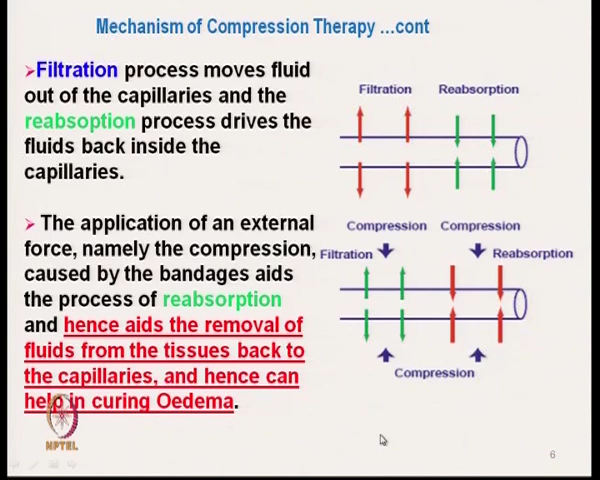 Mechanism of Compression Therapy ...cont
➢Filtration process moves fluid
out of the capillaries and the
reabsoption process drives the
fluids back inside the
capillaries.
➢ The application of an external
force, namely the compression,
caused by the bandages aids
the process of reabsorption
and hence aids the removal of
fluids from the tissues back to
the capillaries, and hence can
help in curing Oedema.
Filtration Reabsorption
Compression Compression
Filtration Reabsorption
Compression
NPTEL
6